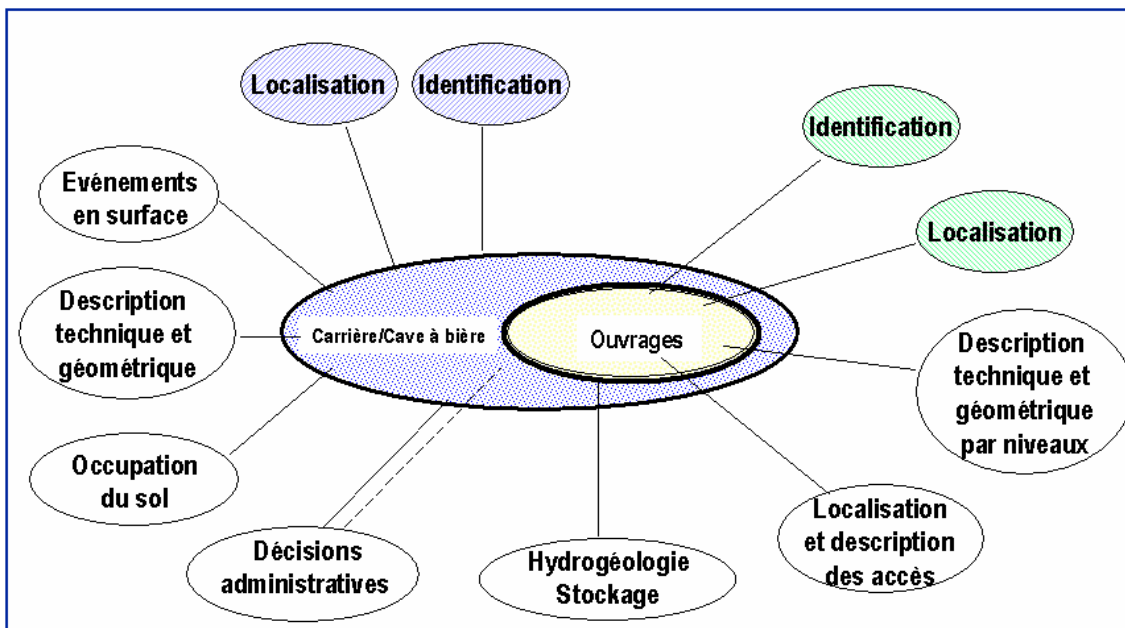 Localisation
Identification
Identification
Localisation
Evénements
en surface
Description
technique et
géométrique
Carrière/Cave à bière
Ouvrages
Description
technique et
géométrique
par niveaux
Occupation
du sol
Décisions
administratives
Hydrogéologie
Stockage
Localisation
et description
des accès